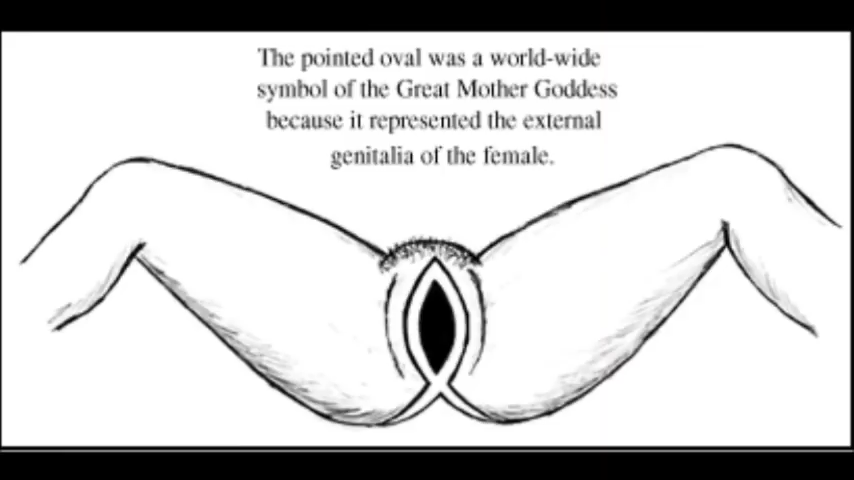 The pointed oval was a world-wide
symbol of the Great Mother Goddess
because it represented the external
genitalia of the female.